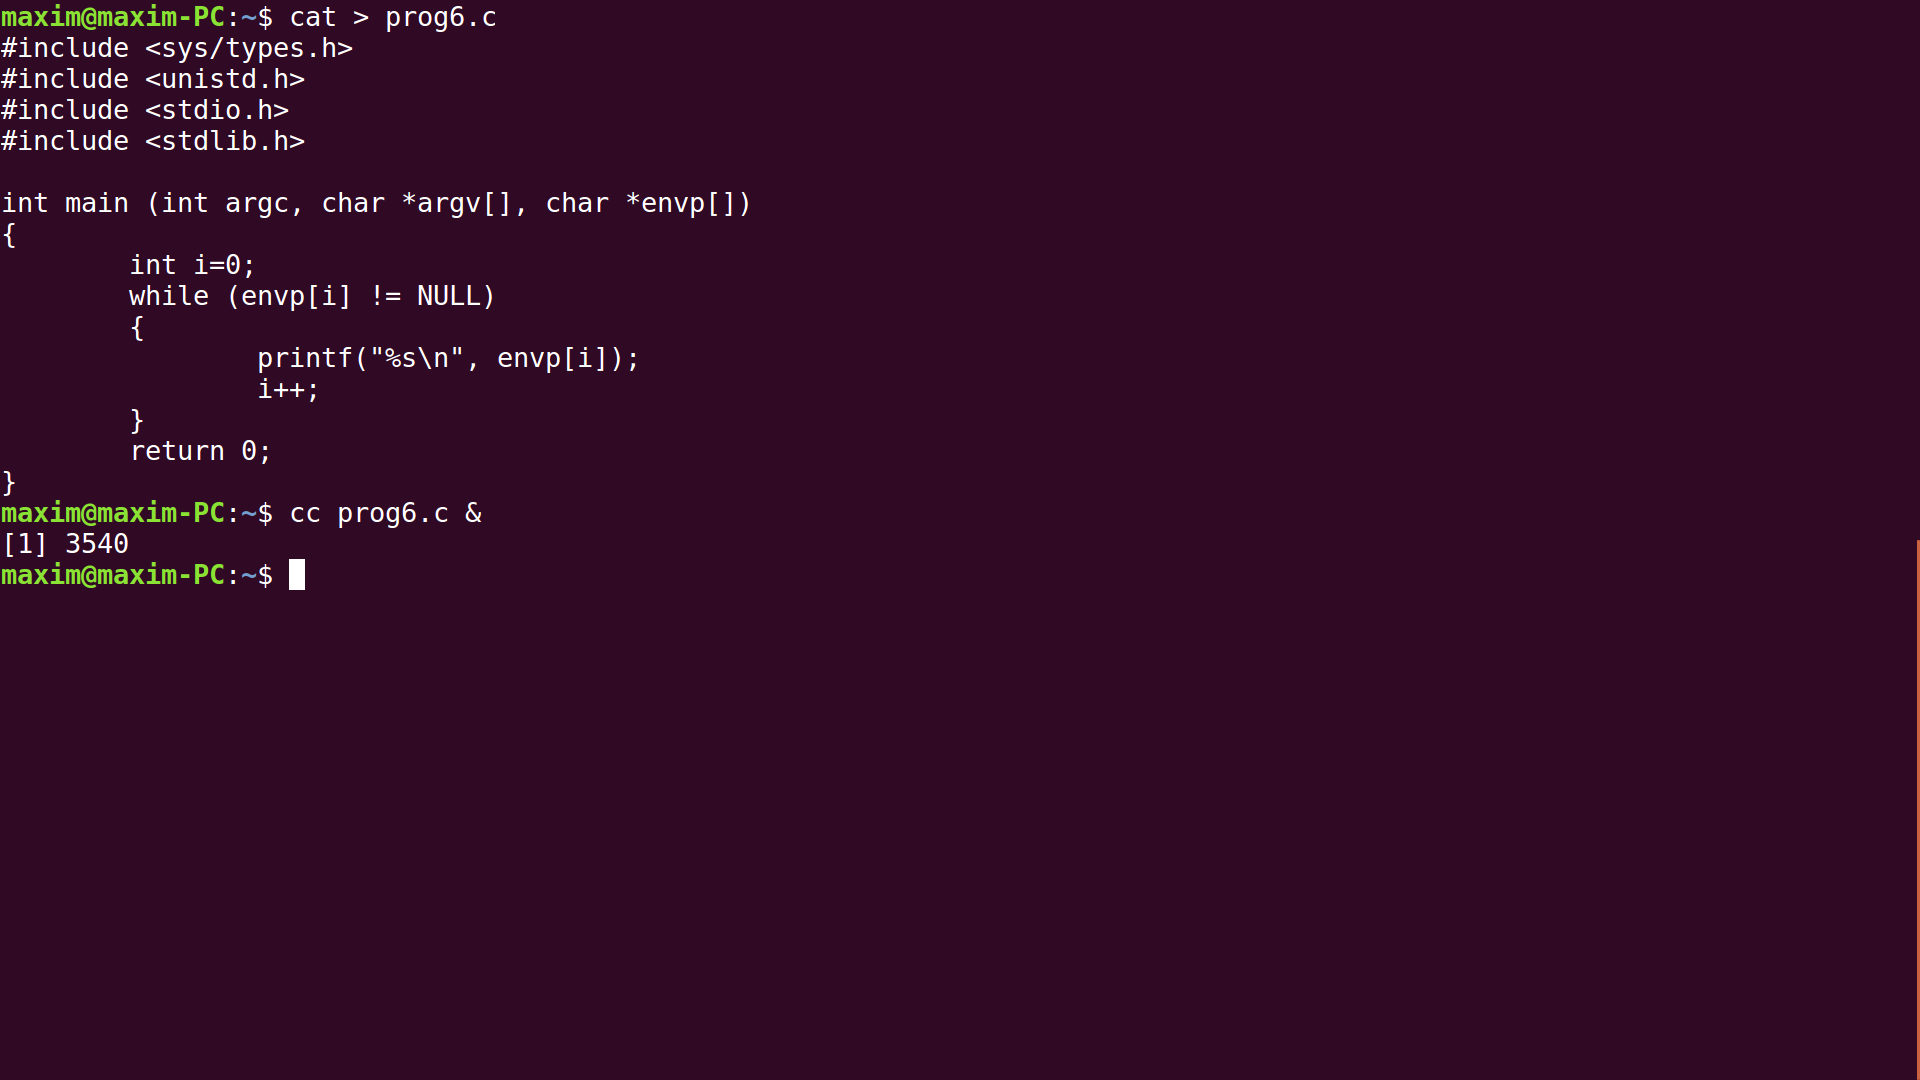 maxim@maxim-PC:~$ cat > prog6.c
#include <sys/types.h>
#include <unistd.h>
#include <stdio.h>
#include <stdlib.h>

int main (int argc, char *argv[], char *envp[])
{
        int i=0;
        while (envp[i] != NULL)
        {
                printf("%s\n", envp[i]);
                i++;
        }
        return 0;
}
maxim@maxim-PC:~$ cc prog6.c &
[1] 3540
maxim@maxim-PC:~$